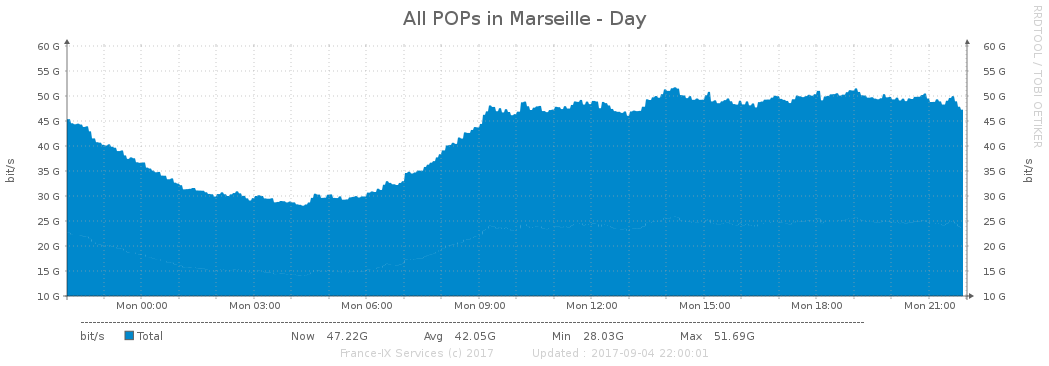 All POPs in Marseille - Day
RRDTOOL / TOBI OETIKER
60 G 60 G
55 G 55 G
50 G 50 G
45 G 45 G
40 G 40 G
35 G 35 G
30 G 30 G
25 G 25 G
20 G 20 G
15 G 15 G
10 G 10 G
bit/s
bit/s
Mon 00:00 Mon 03:00 Mon 06:00 Mon 09:00 Mon 12:00 Mon 15:00 Mon 18:00 Mon 21:00
bit/s Total Now 47.22G Avg 42.05G Min 28.03G Max 51.69G
France-IX Services (c) 2017 Updated : 2017-09-04 22:00:01